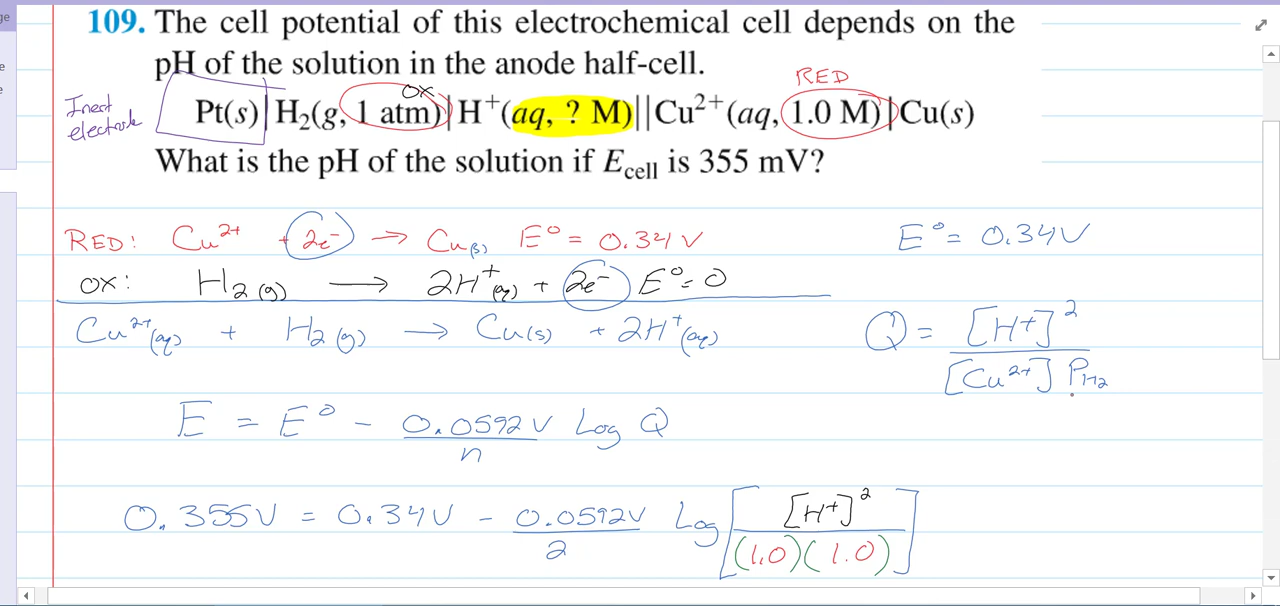 109. The cell potential of this electrochemical cell depends on the
pH of the solution in the anode half-cell.
RED
OX
Inert electrode
Pt(s)|H₂(g, 1 atm)|H⁺(aq, ? M)||Cu²⁺(aq, 1.0 M)|Cu(s)
What is the pH of the solution if E_cell is 355 mV?
RED: Cu²⁺ + 2e⁻ → Cu(s) E° = 0.34 V
E° = 0.34V
OX: H₂(g) → 2H⁺(aq) + 2e⁻ E° = 0
Cu²⁺(aq) + H₂(g) → Cu(s) + 2H⁺(aq)
Q = [H⁺]² / [Cu²⁺] P_H₂
E = E° - 0.0592V / n Log Q
0.355V = 0.34V - 0.0592V / 2 Log [ [H⁺]² / (1.0)(1.0) ]